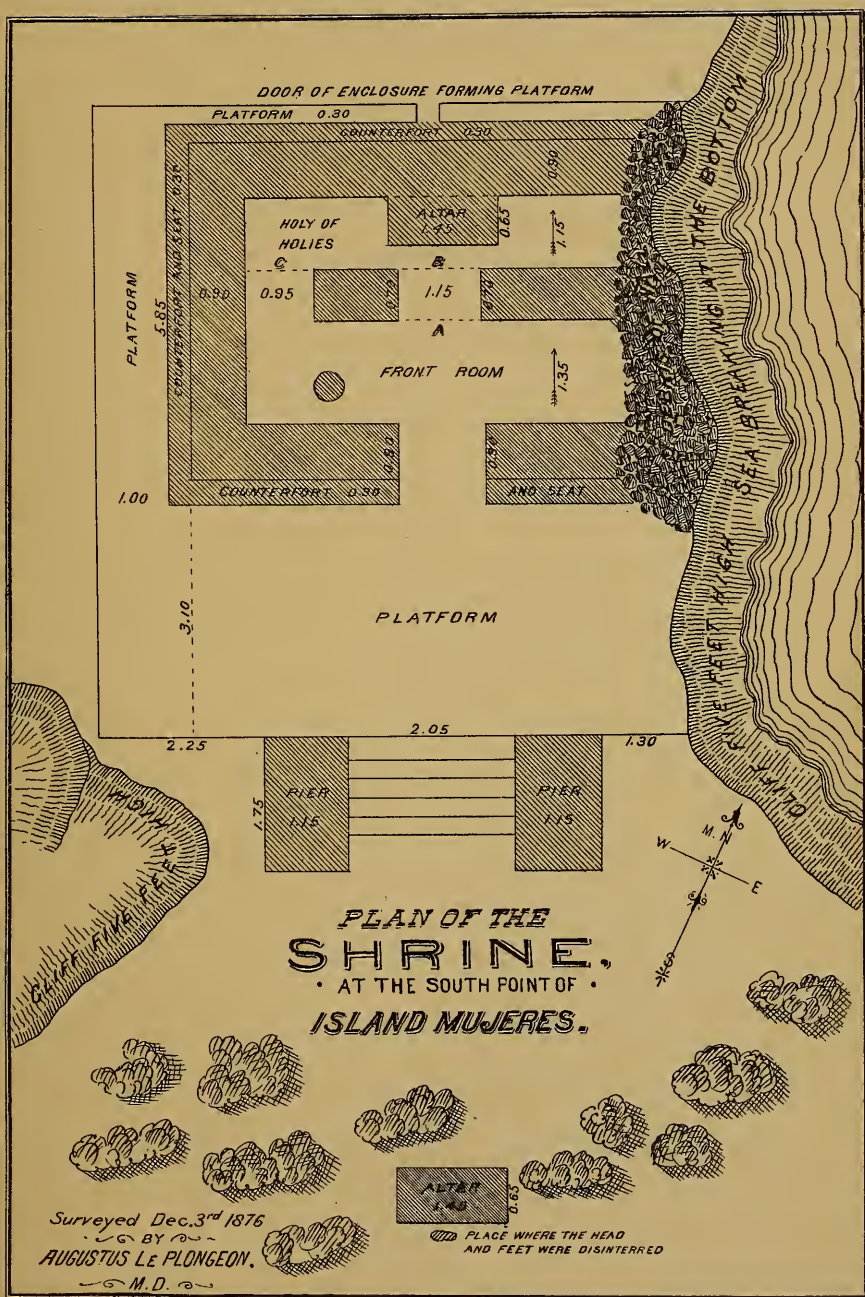 DOOR OF ENCLOSURE FORMING PLATFORM
PLATFORM 0.30
COUNTERFORT 0.30
0.90
PLATFORM
5.85
COUNTERFORT AND SEAT 0.30
HOLY OF
HOLIES
ALTAR
1.45
0.65
1.15
C
B
0.90
0.95
0.70
1.15
0.70
A
FRONT ROOM
1.35
0.90
0.90
COUNTERFORT 0.30
AND SEAT
1.00
3.10
PLATFORM
CLIFF FIVE FEET HIGH SEA BREAKING AT THE BOTTOM
2.25
2.05
1.30
PIER
1.15
1.75
PIER
1.15
CLIFF FIVE FEET HIGH
M.N
W
E
S
PLAN OF THE
SHRINE,
• AT THE SOUTH POINT OF •
ISLAND MUJERES.
ALTER
0.65
Surveyed Dec. 3rd 1876
BY
AUGUSTUS LE PLONGEON.
M.D.
PLACE WHERE THE HEAD
AND FEET WERE DISINTERRED